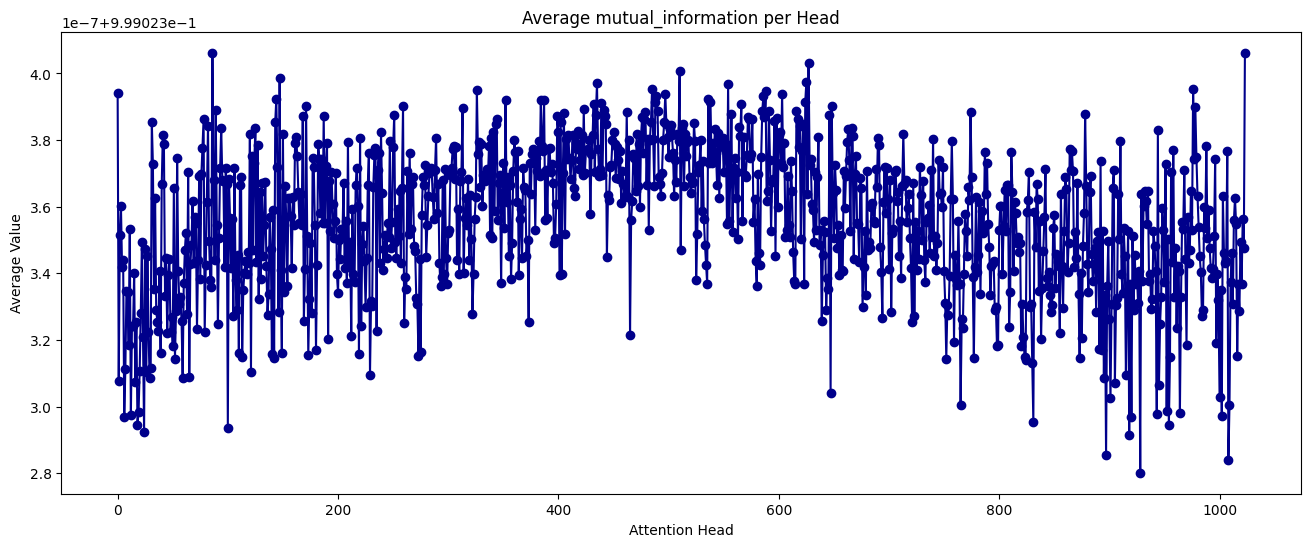 Average mutual_information per Head
1e−7+9.99023e−1
4.0
3.8
3.6
3.4
3.2
3.0
2.8
Average Value
0 200 400 600 800 1000
Attention Head